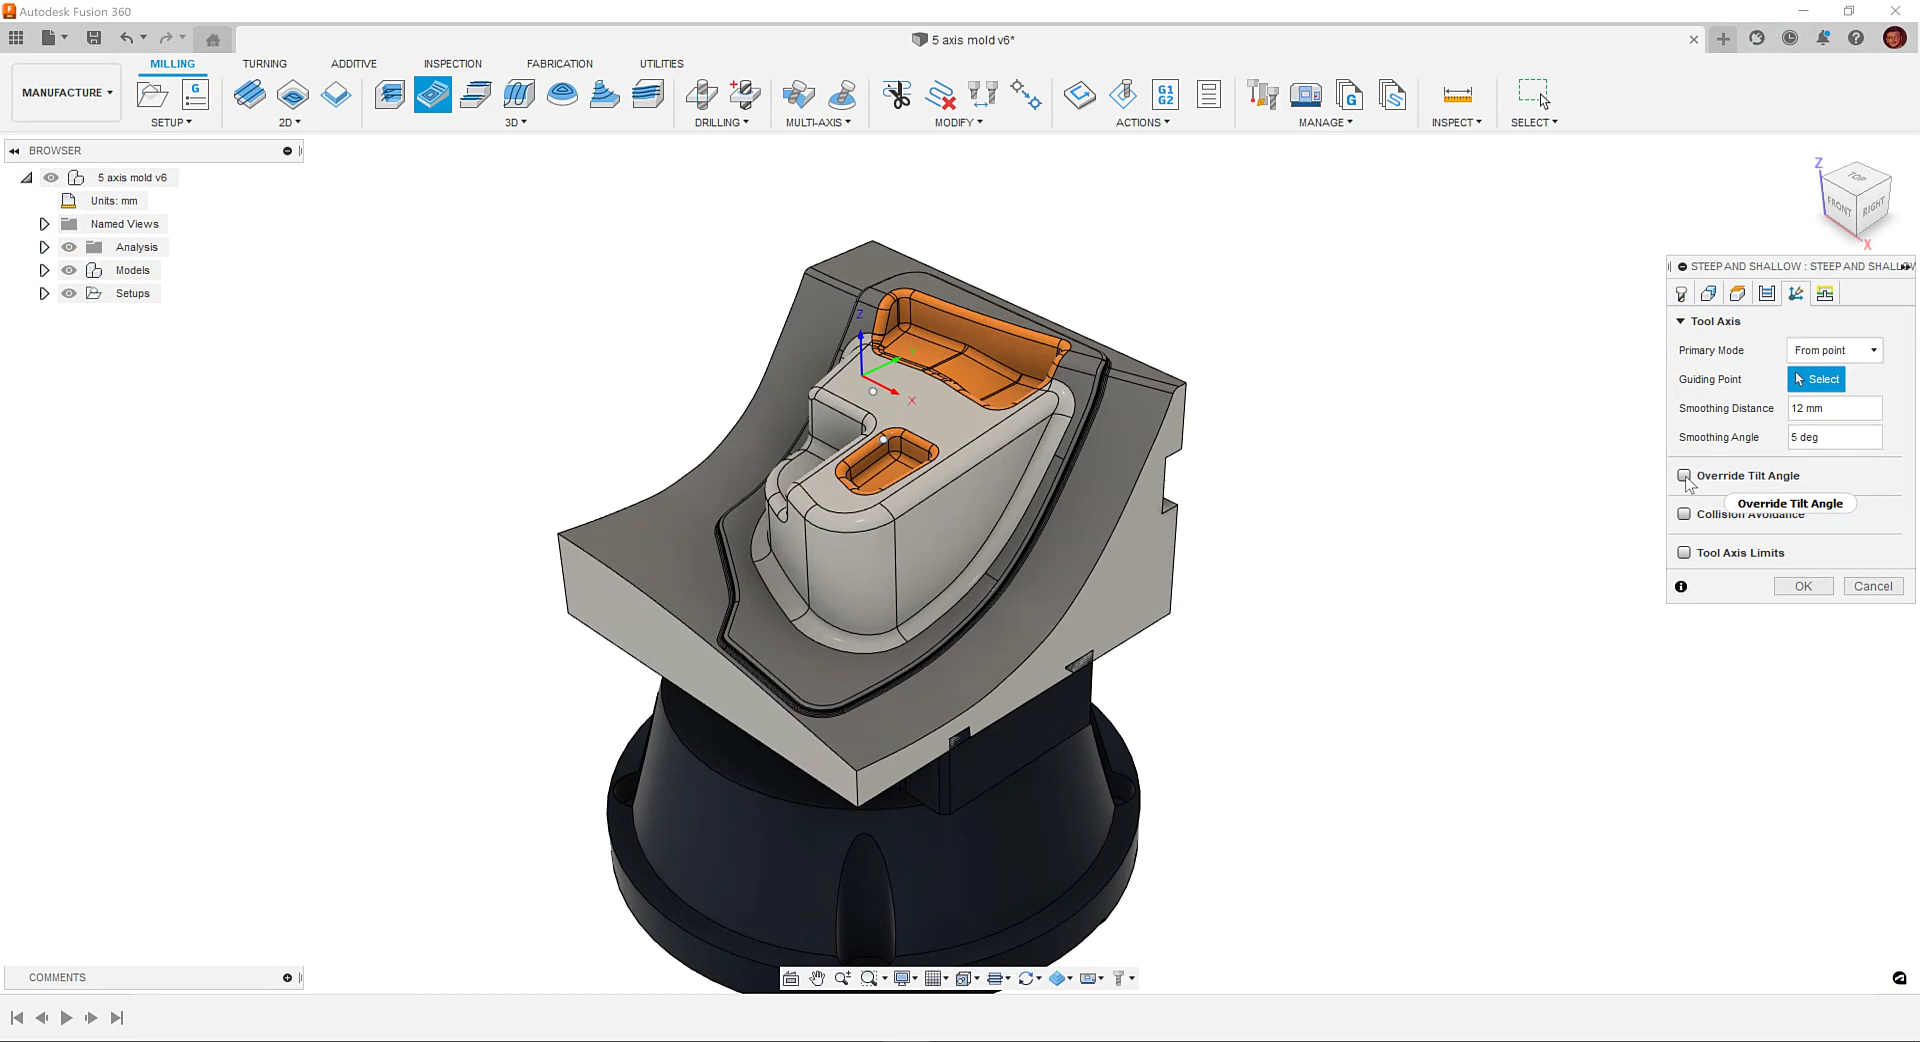 Autodesk Fusion 360
5 axis mold v6*
MILLING TURNING ADDITIVE INSPECTION FABRICATION UTILITIES
MANUFACTURE
G
G1
G2
G
SETUP 2D 3D DRILLING MULTI-AXIS MODIFY ACTIONS MANAGE INSPECT SELECT
BROWSER
5 axis mold v6
Units: mm
Named Views
Analysis
Models
Setups
Z
TOP
FRONT
RIGHT
X
Z
Y
X
STEEP AND SHALLOW : STEEP AND SHALLOW
Tool Axis
Primary Mode From point
Guiding Point Select
Smoothing Distance 12 mm
Smoothing Angle 5 deg
Override Tilt Angle
Override Tilt Angle
Collision Avoidance
Tool Axis Limits
OK Cancel
COMMENTS